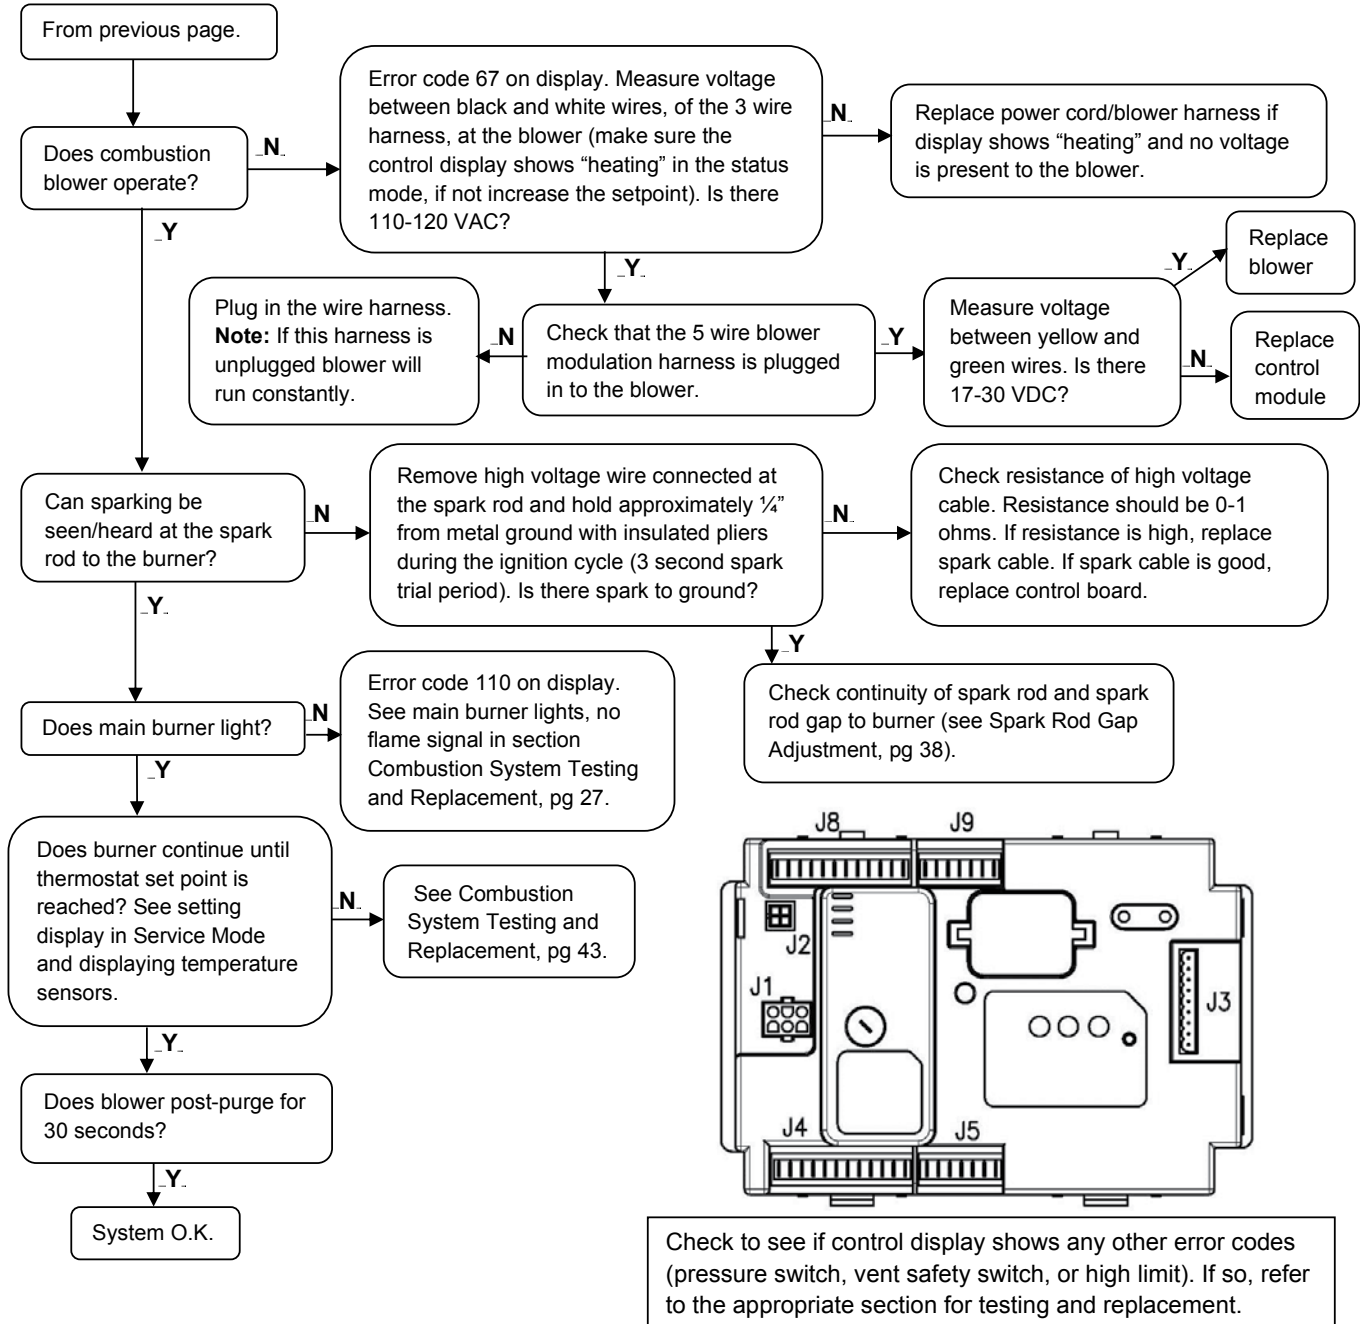 From previous page.
Does combustion
blower operate?
N
Error code 67 on display. Measure voltage
between black and white wires, of the 3 wire
harness, at the blower (make sure the
control display shows “heating” in the status
mode, if not increase the setpoint). Is there
110-120 VAC?
N
Replace power cord/blower harness if
display shows “heating” and no voltage
is present to the blower.
Y
Y
Plug in the wire harness.
Note: If this harness is
unplugged blower will
run constantly.
N
Check that the 5 wire blower
modulation harness is plugged
in to the blower.
Y
Measure voltage
between yellow and
green wires. Is there
17-30 VDC?
Y
Replace
blower
N
Replace
control
module
Can sparking be
seen/heard at the spark
rod to the burner?
N
Remove high voltage wire connected at
the spark rod and hold approximately ¼”
from metal ground with insulated pliers
during the ignition cycle (3 second spark
trial period). Is there spark to ground?
N
Check resistance of high voltage
cable. Resistance should be 0-1
ohms. If resistance is high, replace
spark cable. If spark cable is good,
replace control board.
Y
Y
Check continuity of spark rod and spark
rod gap to burner (see Spark Rod Gap
Adjustment, pg 38).
Does main burner light?
N
Error code 110 on display.
See main burner lights, no
flame signal in section
Combustion System Testing
and Replacement, pg 27.
Y
Does burner continue until
thermostat set point is
reached? See setting
display in Service Mode
and displaying temperature
sensors.
N
See Combustion
System Testing and
Replacement, pg 43.
Y
Does blower post-purge for
30 seconds?
Y
System O.K.
J8
J9
J2
J1
J3
J4
J5
Check to see if control display shows any other error codes
(pressure switch, vent safety switch, or high limit). If so, refer
to the appropriate section for testing and replacement.